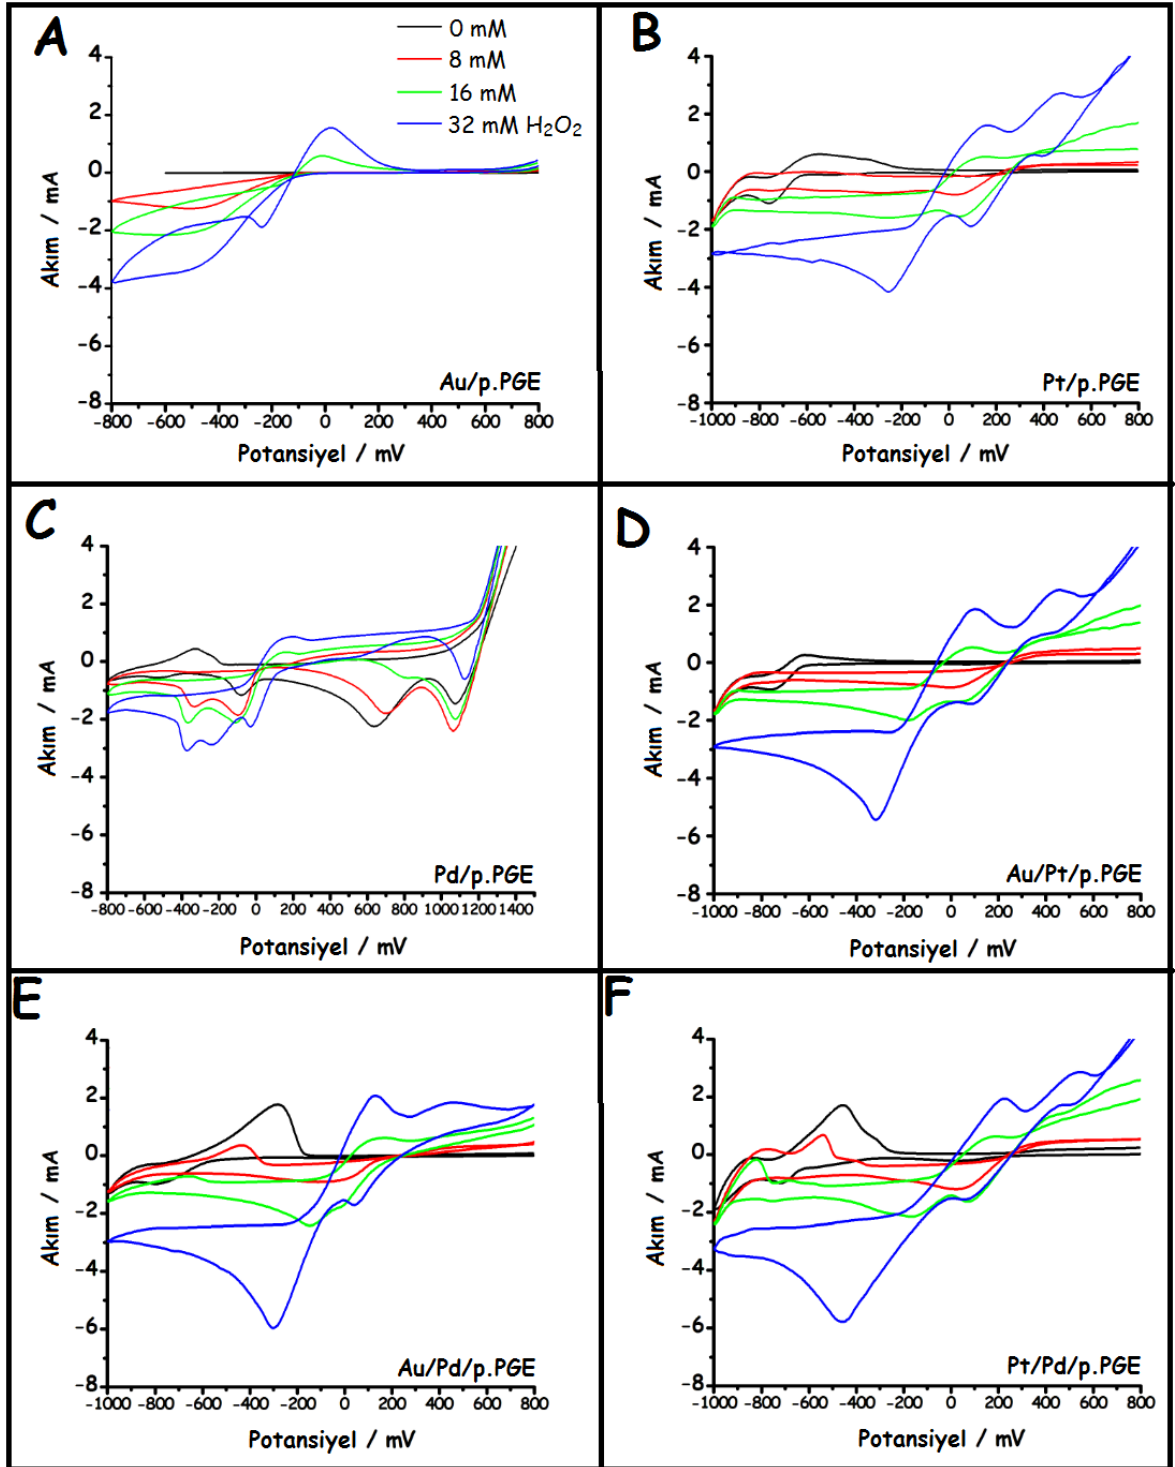 A
0 mM
8 mM
16 mM
32 mM H₂O₂
4
2
0
-2
-4
-6
-8
Akım / mA
Au/p.PGE
-800 -600 -400 -200 0 200 400 600 800
Potansiyel / mV
B
4
2
0
-2
-4
-6
-8
Akım / mA
Pt/p.PGE
-1000 -800 -600 -400 -200 0 200 400 600 800
Potansiyel / mV
C
4
2
0
-2
-4
-6
-8
Akım / mA
Pd/p.PGE
-800 -600 -400 -200 0 200 400 600 800 1000 1200 1400
Potansiyel / mV
D
4
2
0
-2
-4
-6
-8
Akım / mA
Au/Pt/p.PGE
-1000 -800 -600 -400 -200 0 200 400 600 800
Potansiyel / mV
E
4
2
0
-2
-4
-6
-8
Akım / mA
Au/Pd/p.PGE
-1000 -800 -600 -400 -200 0 200 400 600 800
Potansiyel / mV
F
4
2
0
-2
-4
-6
-8
Akım / mA
Pt/Pd/p.PGE
-1000 -800 -600 -400 -200 0 200 400 600 800
Potansiyel / mV